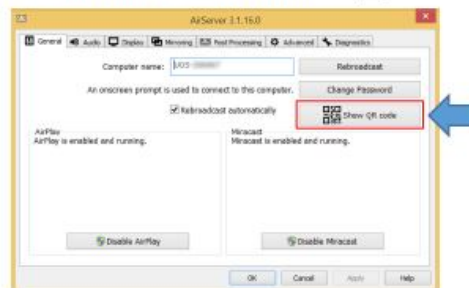 AirServer 3.1.16.0
General Audio Display Mirroring Post Processing Advanced Diagnostics
Computer name: Rebroadcast
An onscreen prompt is used to connect to this computer. Change Password
Rebroadcast automatically Show QR code
AirPlay Miracast
AirPlay is enabled and running. Miracast is enabled and running.
Disable AirPlay Disable Miracast
OK Cancel Apply Help